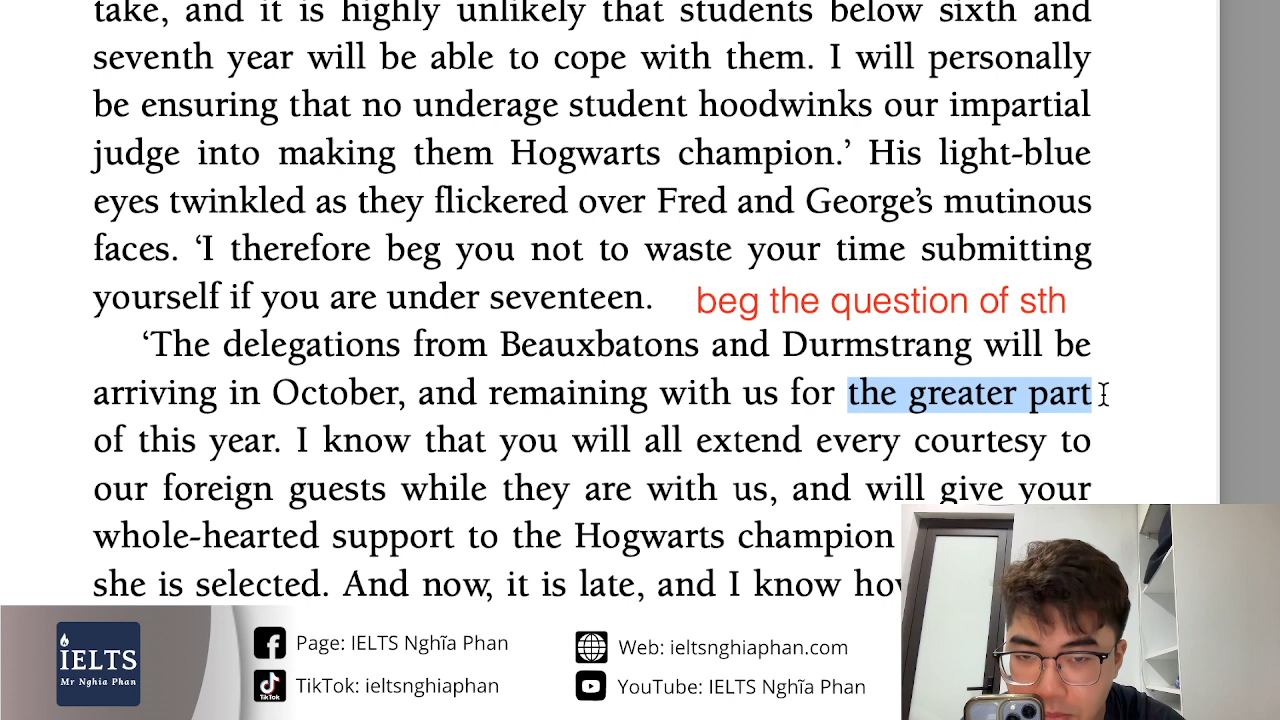 take, and it is highly unlikely that students below sixth and
seventh year will be able to cope with them. I will personally
be ensuring that no underage student hoodwinks our impartial
judge into making them Hogwarts champion.’ His light-blue
eyes twinkled as they flickered over Fred and George’s mutinous
faces. ‘I therefore beg you not to waste your time submitting
yourself if you are under seventeen.
beg the question of sth
‘The delegations from Beauxbatons and Durmstrang will be
arriving in October, and remaining with us for the greater part
of this year. I know that you will all extend every courtesy to
our foreign guests while they are with us, and will give your
whole-hearted support to the Hogwarts champion
she is selected. And now, it is late, and I know
IELTS
Mr Nghia Phan
Page: IELTS Nghĩa Phan
TikTok
TikTok: ieltsnghiaphan
Web: ieltsnghiaphan.com
YouTube: IELTS Nghĩa Phan